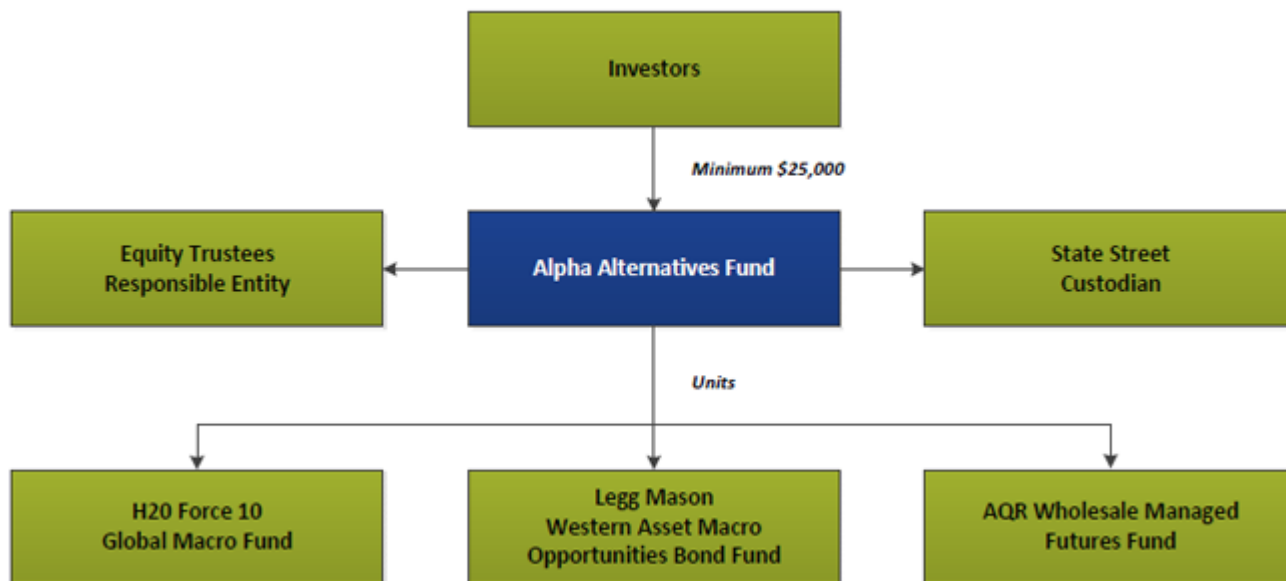 Investors
Minimum $25,000
Equity Trustees
Responsible Entity
Alpha Alternatives Fund
State Street
Custodian
Units
H20 Force 10
Global Macro Fund
Legg Mason
Western Asset Macro
Opportunities Bond Fund
AQR Wholesale Managed
Futures Fund